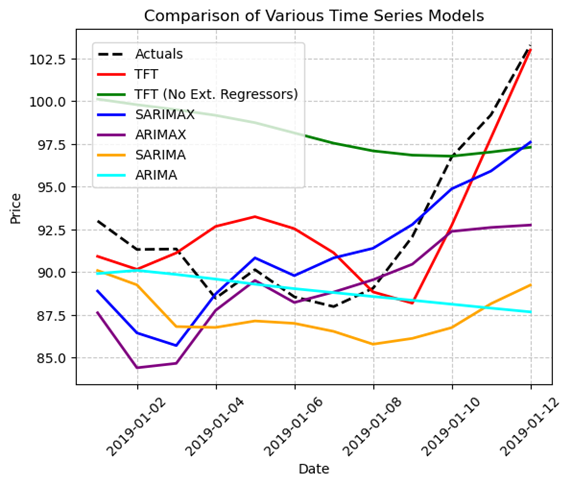 Comparison of Various Time Series Models
Actuals
TFT
TFT (No Ext. Regressors)
SARIMAX
ARIMAX
SARIMA
ARIMA
Price
102.5
100.0
97.5
95.0
92.5
90.0
87.5
85.0
2019-01-02
2019-01-04
2019-01-06
2019-01-08
2019-01-10
2019-01-12
Date